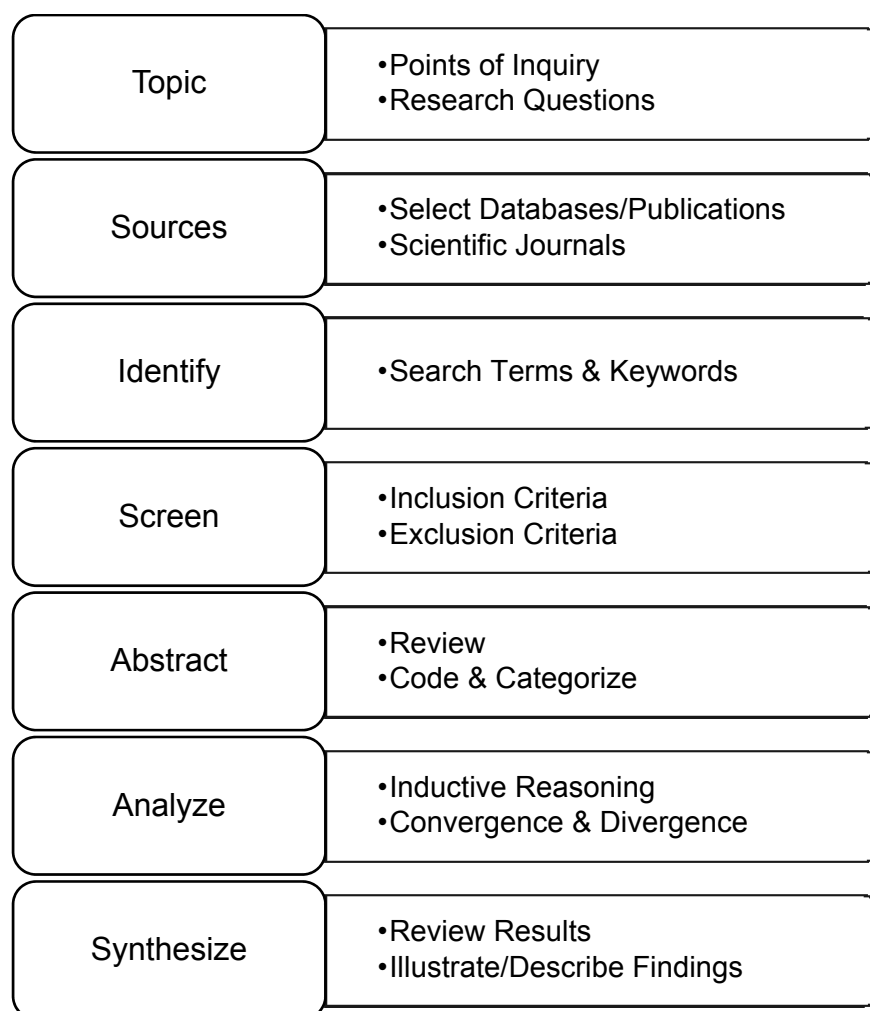 Topic
•Points of Inquiry
•Research Questions
Sources
•Select Databases/Publications
•Scientific Journals
Identify
•Search Terms & Keywords
Screen
•Inclusion Criteria
•Exclusion Criteria
Abstract
•Review
•Code & Categorize
Analyze
•Inductive Reasoning
•Convergence & Divergence
Synthesize
•Review Results
•Illustrate/Describe Findings